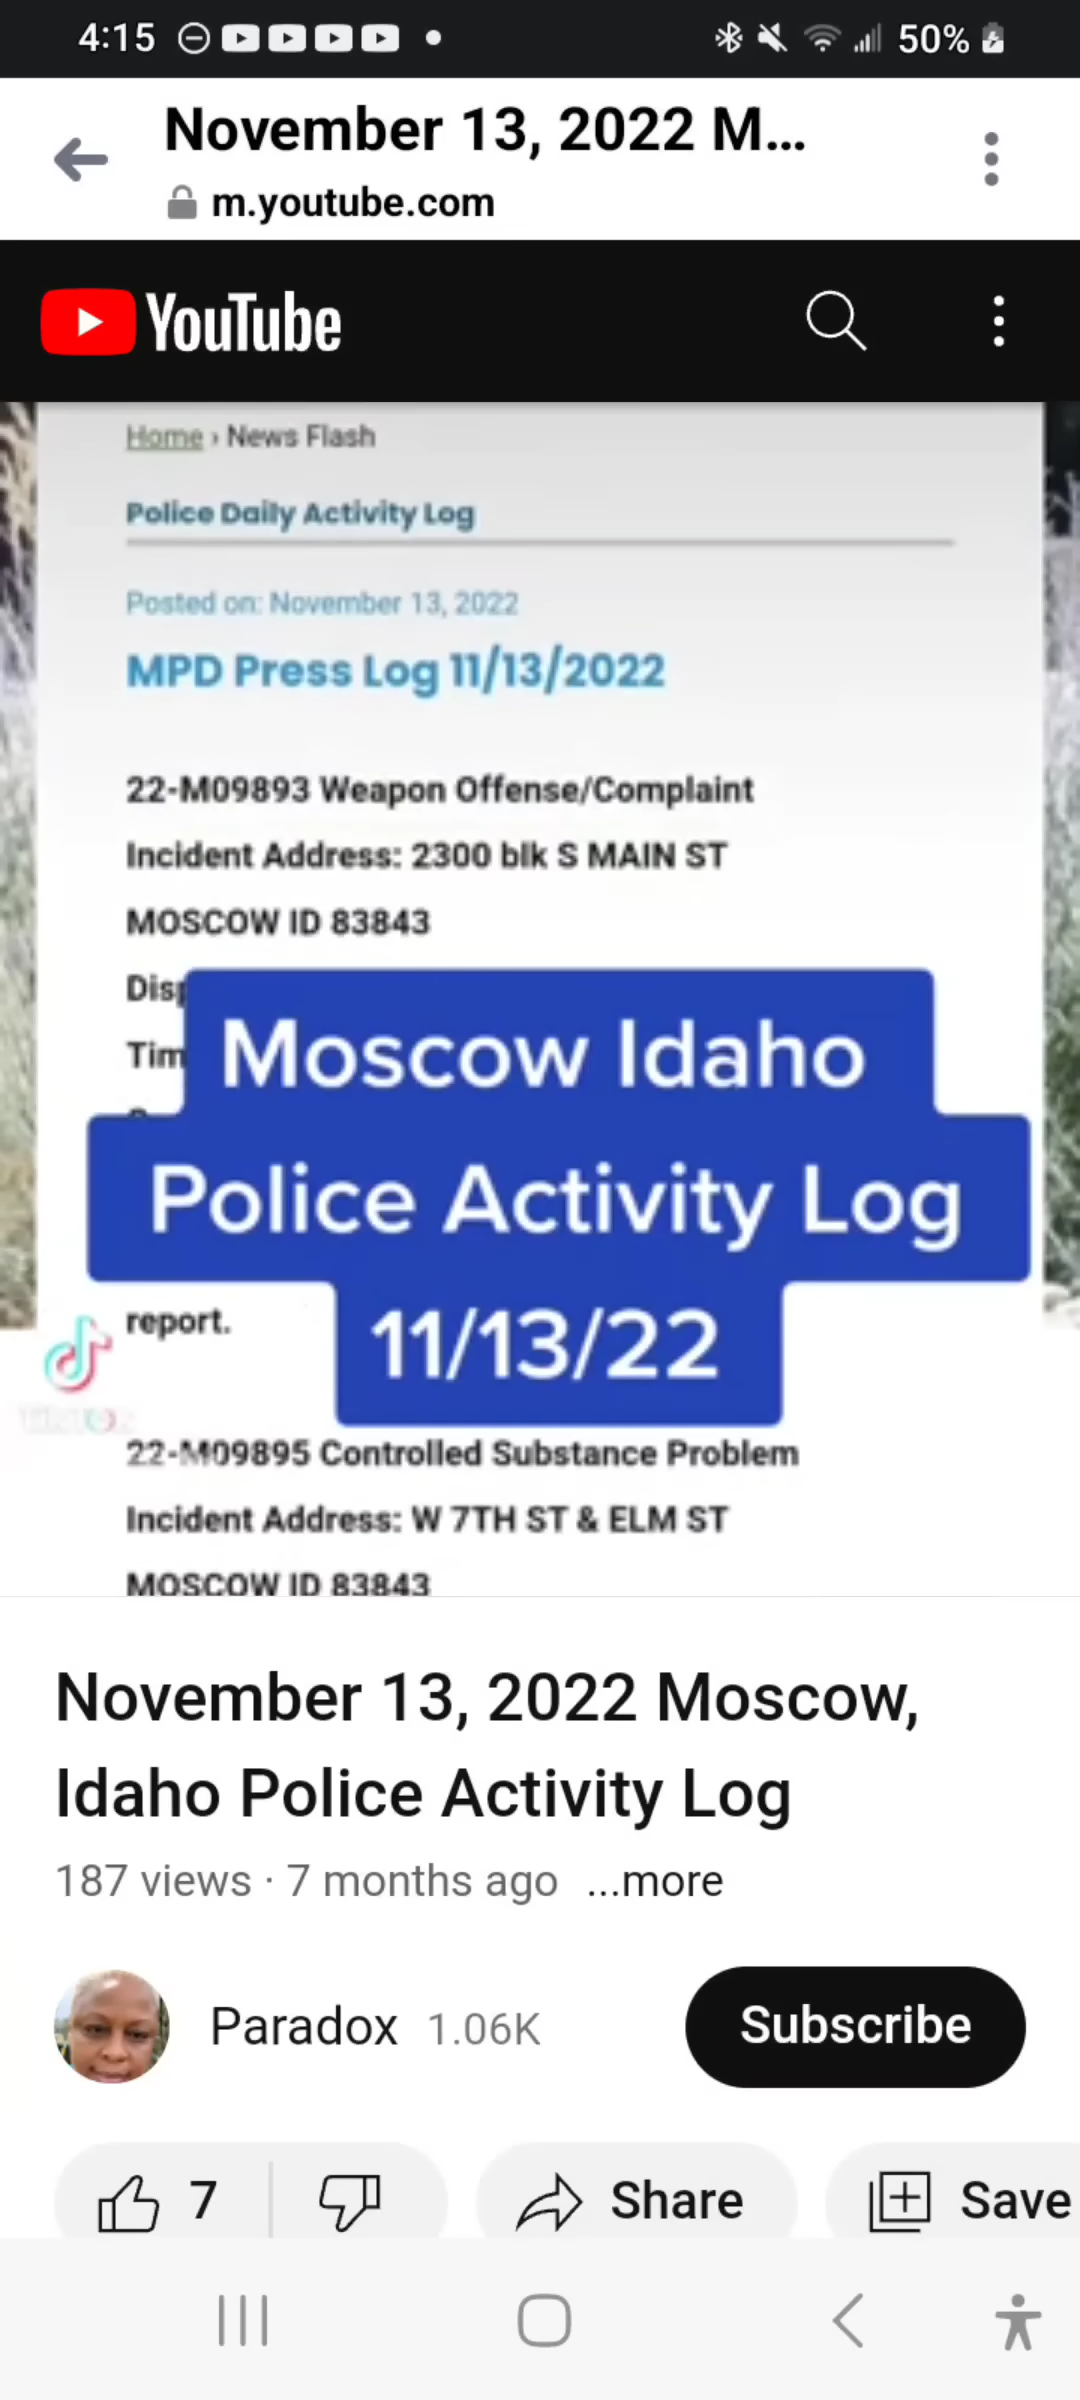 4:15
50%
November 13, 2022 M...
m.youtube.com
YouTube
Home › News Flash
Police Daily Activity Log
Posted on: November 13, 2022
MPD Press Log 11/13/2022
22-M09893 Weapon Offense/Complaint
Incident Address: 2300 blk S MAIN ST
MOSCOW ID 83843
Moscow Idaho
Police Activity Log
11/13/22
report.
TikTok
22-M09895 Controlled Substance Problem
Incident Address: W 7TH ST & ELM ST
MOSCOW ID 83843
November 13, 2022 Moscow,
Idaho Police Activity Log
187 views · 7 months ago ...more
Paradox 1.06K
Subscribe
7
Share
Save